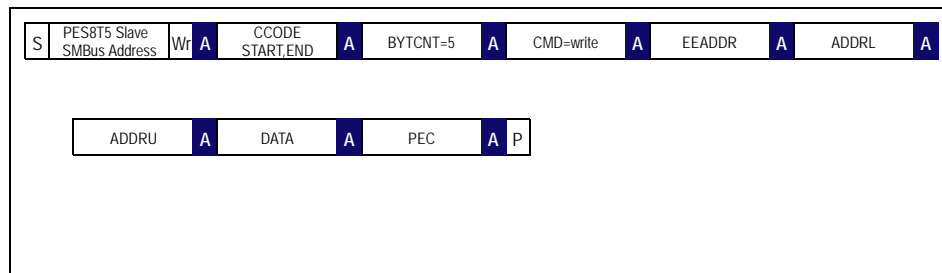 S PES8T5 Slave SMBus Address Wr A CCODE START,END A BYTCNT=5 A CMD=write A EEADDR A ADDRL A
ADDRU A DATA A PEC A P